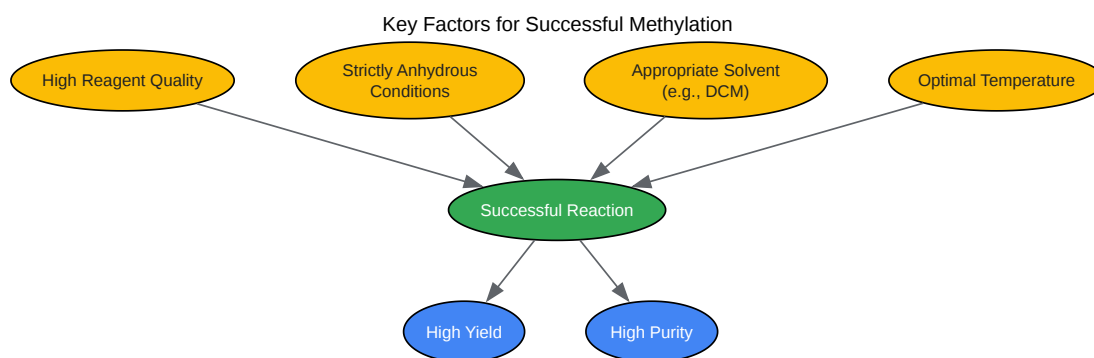 Key Factors for Successful Methylation
High Reagent Quality
Strictly Anhydrous
Conditions
Appropriate Solvent
(e.g., DCM)
Optimal Temperature
Successful Reaction
High Yield
High Purity